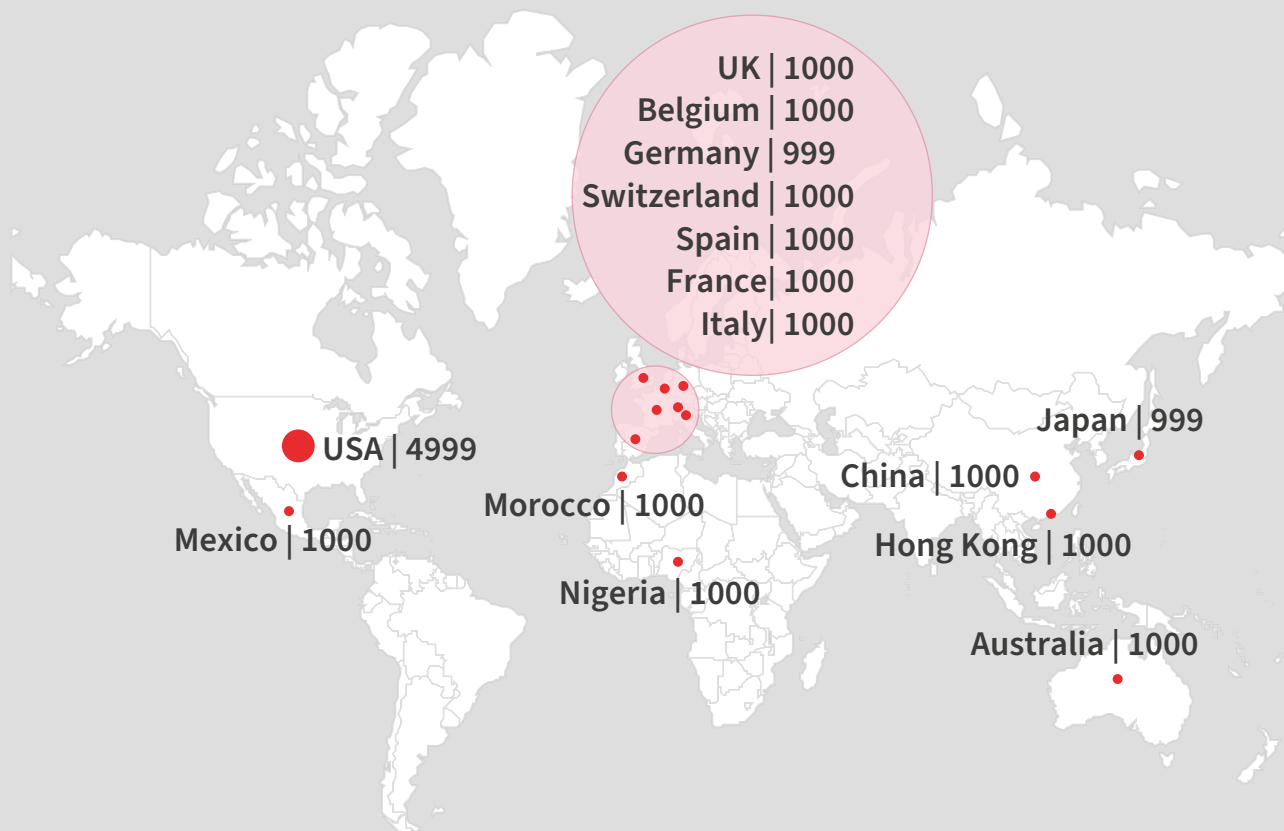 UK | 1000
Belgium | 1000
Germany | 999
Switzerland | 1000
Spain | 1000
France| 1000
Italy| 1000
Japan | 999
USA | 4999
China | 1000
Morocco | 1000
Mexico | 1000
Hong Kong | 1000
Nigeria | 1000
Australia | 1000